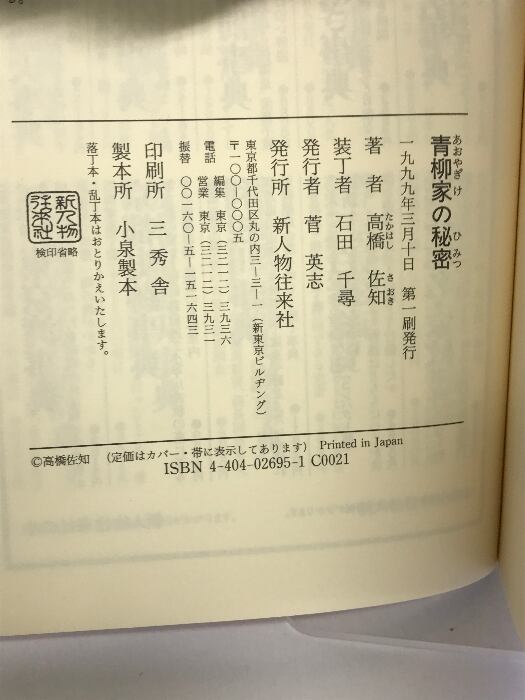 青柳家の秘密
あおやぎけ
ひみつ
一九九九年三月十日 第一刷発行
著者 高橋 佐知
たかはし
さおき
装丁者 石田 千尋
発行者 菅 英志
発行所 新人物往来社
東京都千代田区丸の内三―三―一(新東京ビルヂング)
〒一〇〇―〇〇〇五
電話 編集 東京(三二一二)三九三六
営業 東京(三二一二)三九三一
振替 〇〇一六〇―五―一五一六四三
印刷所 三秀舎
製本所 小泉製本
落丁本・乱丁本はおとりかえいたします。
新人物往来社
検印省略
©高橋佐知 (定価はカバー・帯に表示してあります) Printed in Japan
ISBN 4-404-02695-1 C0021